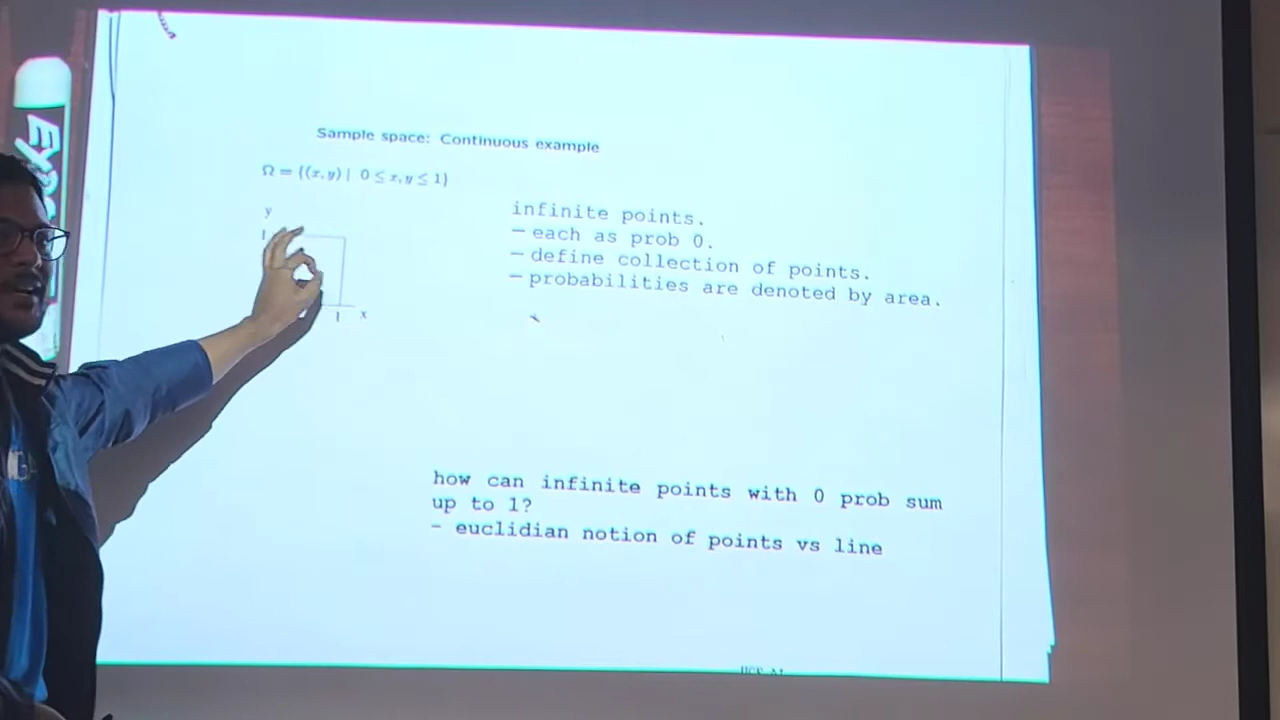 Sample space: Continuous example
Ω = {(x, y) | 0 ≤ x, y ≤ 1}
y
1
1 x
infinite points.
– each as prob 0.
– define collection of points.
– probabilities are denoted by area.
how can infinite points with 0 prob sum
up to 1?
- euclidian notion of points vs line